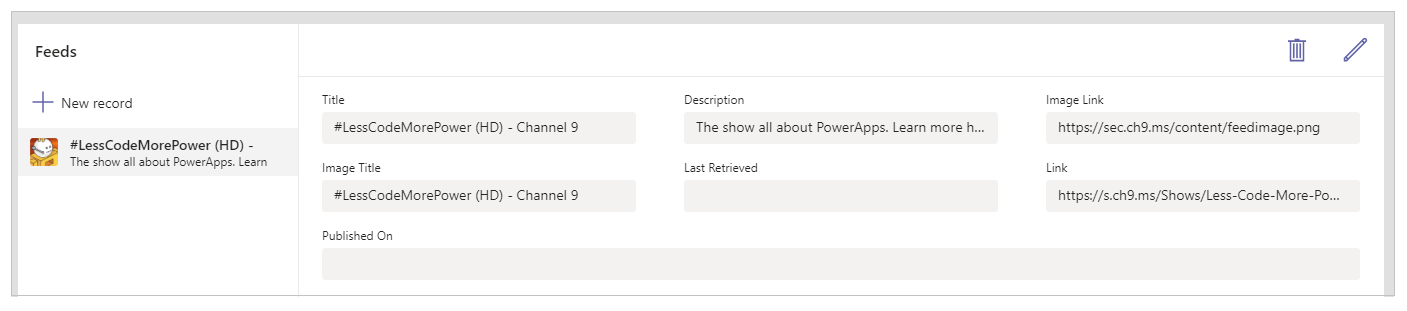 Feeds
New record
#LessCodeMorePower (HD) -
The show all about PowerApps. Learn
Title
#LessCodeMorePower (HD) - Channel 9
Description
The show all about PowerApps. Learn more h...
Image Link
https://sec.ch9.ms/content/feedimage.png
Image Title
#LessCodeMorePower (HD) - Channel 9
Last Retrieved
Link
https://s.ch9.ms/Shows/Less-Code-More-Po...
Published On